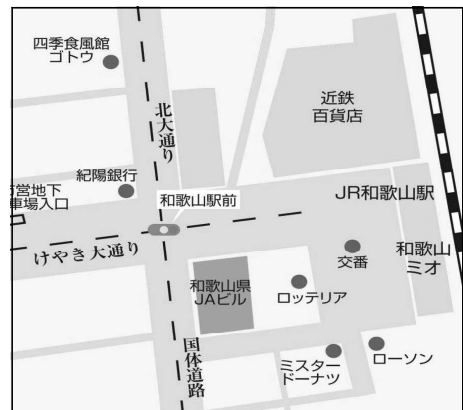 四季食風館
ゴトウ
北大通り
近鉄
百貨店
紀陽銀行
営地下
車場入口
和歌山駅前
JR和歌山駅
けやき大通り
和歌山県
JAビル
ロッテリア
交番
和歌山
ミオ
国体道路
ミスター
ドーナツ
ローソン